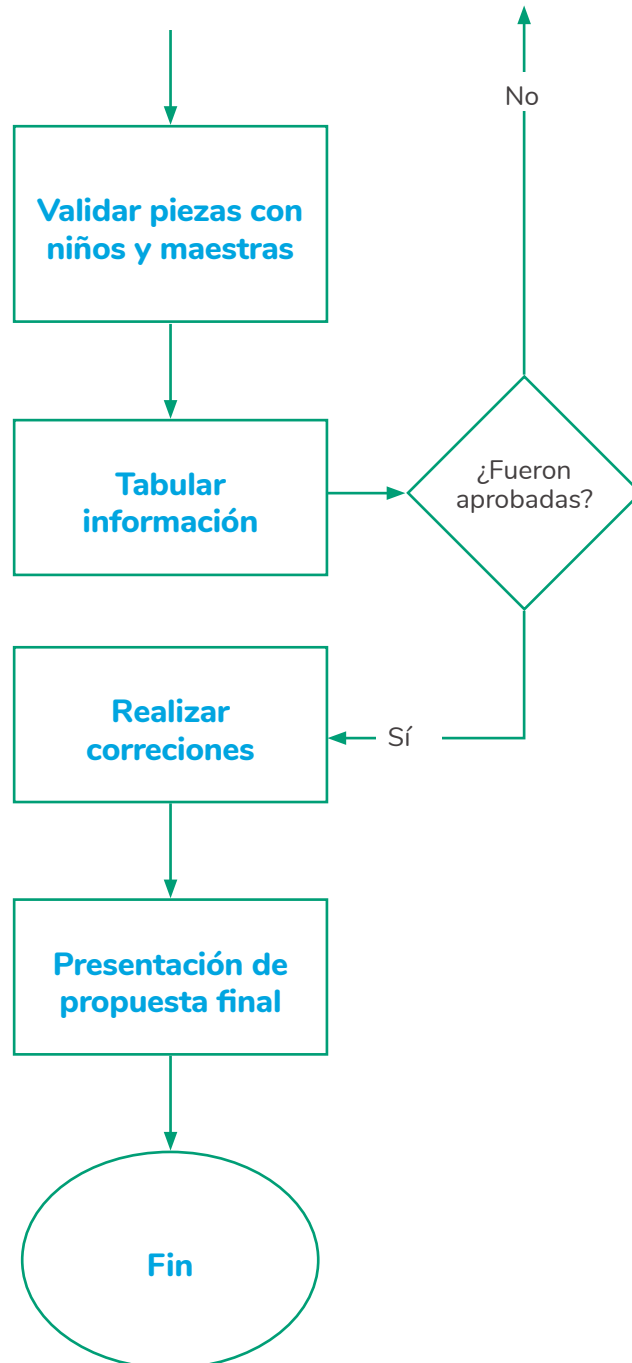 No
Validar piezas con
niños y maestras
Tabular
información
¿Fueron
aprobadas?
Realizar
correciones
Sí
Presentación de
propuesta final
Fin